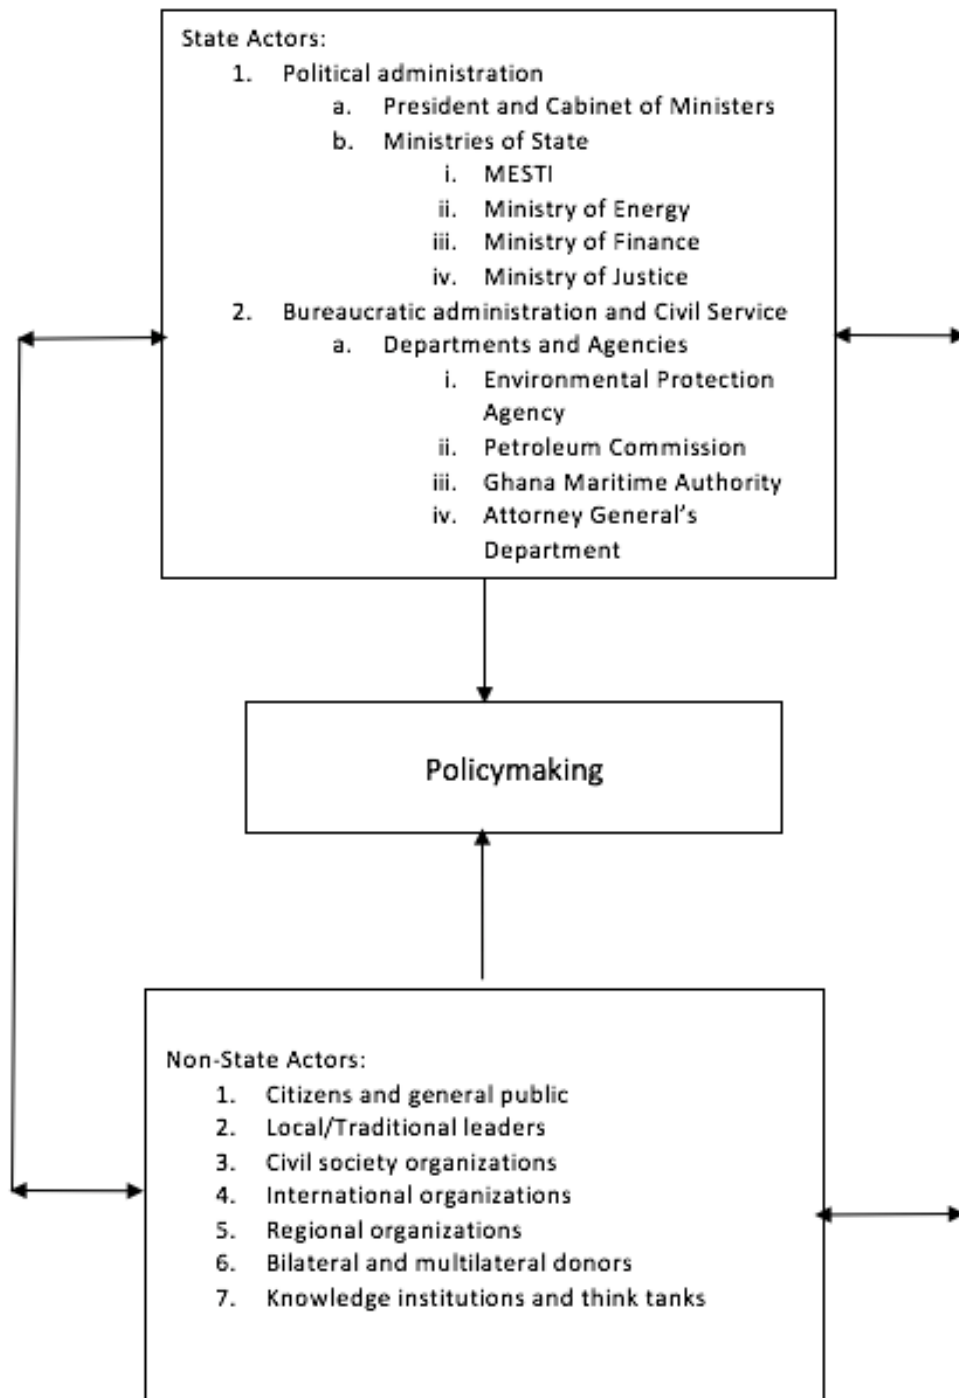 State Actors:
1. Political administration
a. President and Cabinet of Ministers
b. Ministries of State
i. MESTI
ii. Ministry of Energy
iii. Ministry of Finance
iv. Ministry of Justice
2. Bureaucratic administration and Civil Service
a. Departments and Agencies
i. Environmental Protection
Agency
ii. Petroleum Commission
iii. Ghana Maritime Authority
iv. Attorney General's
Department
Policymaking
Non-State Actors:
1. Citizens and general public
2. Local/Traditional leaders
3. Civil society organizations
4. International organizations
5. Regional organizations
6. Bilateral and multilateral donors
7. Knowledge institutions and think tanks